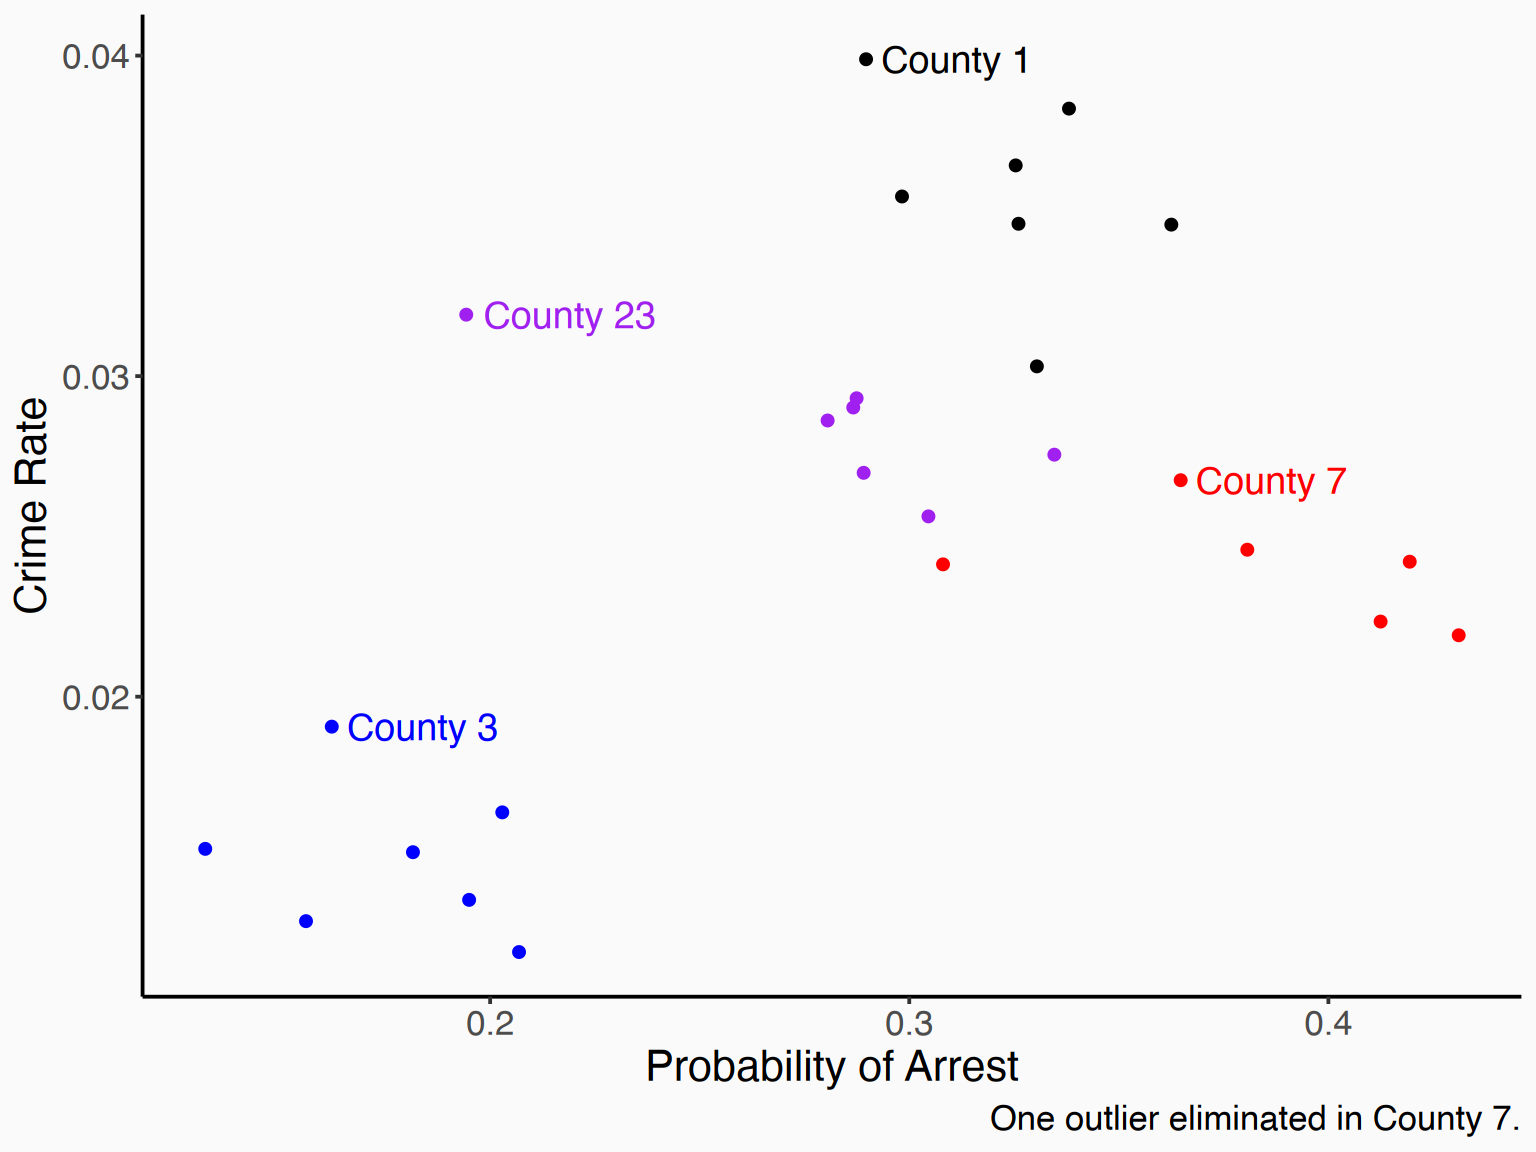 0.04
County 1
County 23
0.03
County 7
Crime Rate
0.02
County 3
0.2
0.3
0.4
Probability of Arrest
One outlier eliminated in County 7.